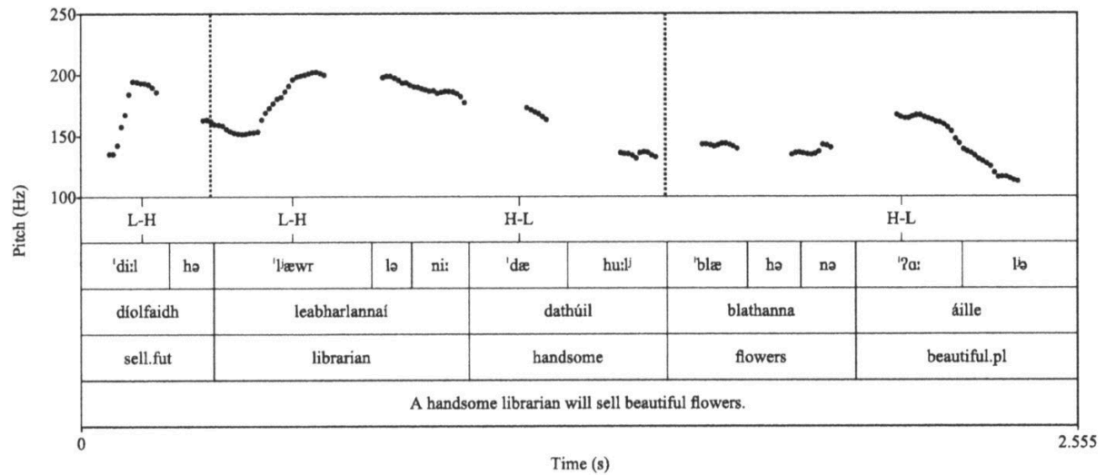 250
200
150
100
Pitch (Hz)
L-H L-H H-L H-L
ˈdiːl hə ˈlʲæwr lə niː ˈdæ huːlʲ ˈblæ hə nə ˈʔɑː lʲə
díolfaidh leabharlannaí dathúil blathanna áille
sell.fut librarian handsome flowers beautiful.pl
A handsome librarian will sell beautiful flowers.
0 2.555
Time (s)